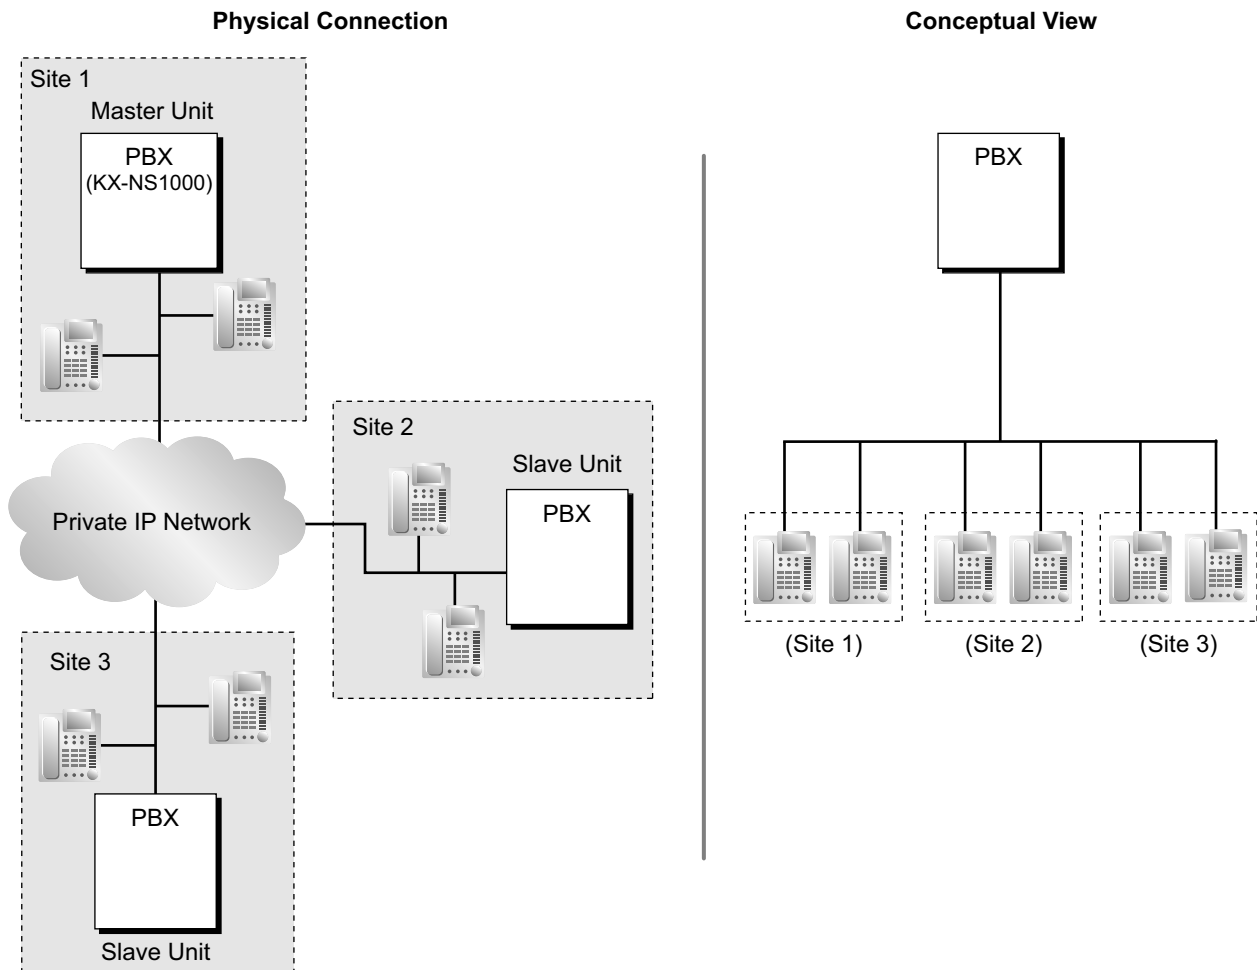 Physical Connection
Site 1
Master Unit
PBX
(KX-NS1000)
Private IP Network
Site 2
Slave Unit
PBX
Site 3
PBX
Slave Unit
Conceptual View
PBX
(Site 1)
(Site 2)
(Site 3)